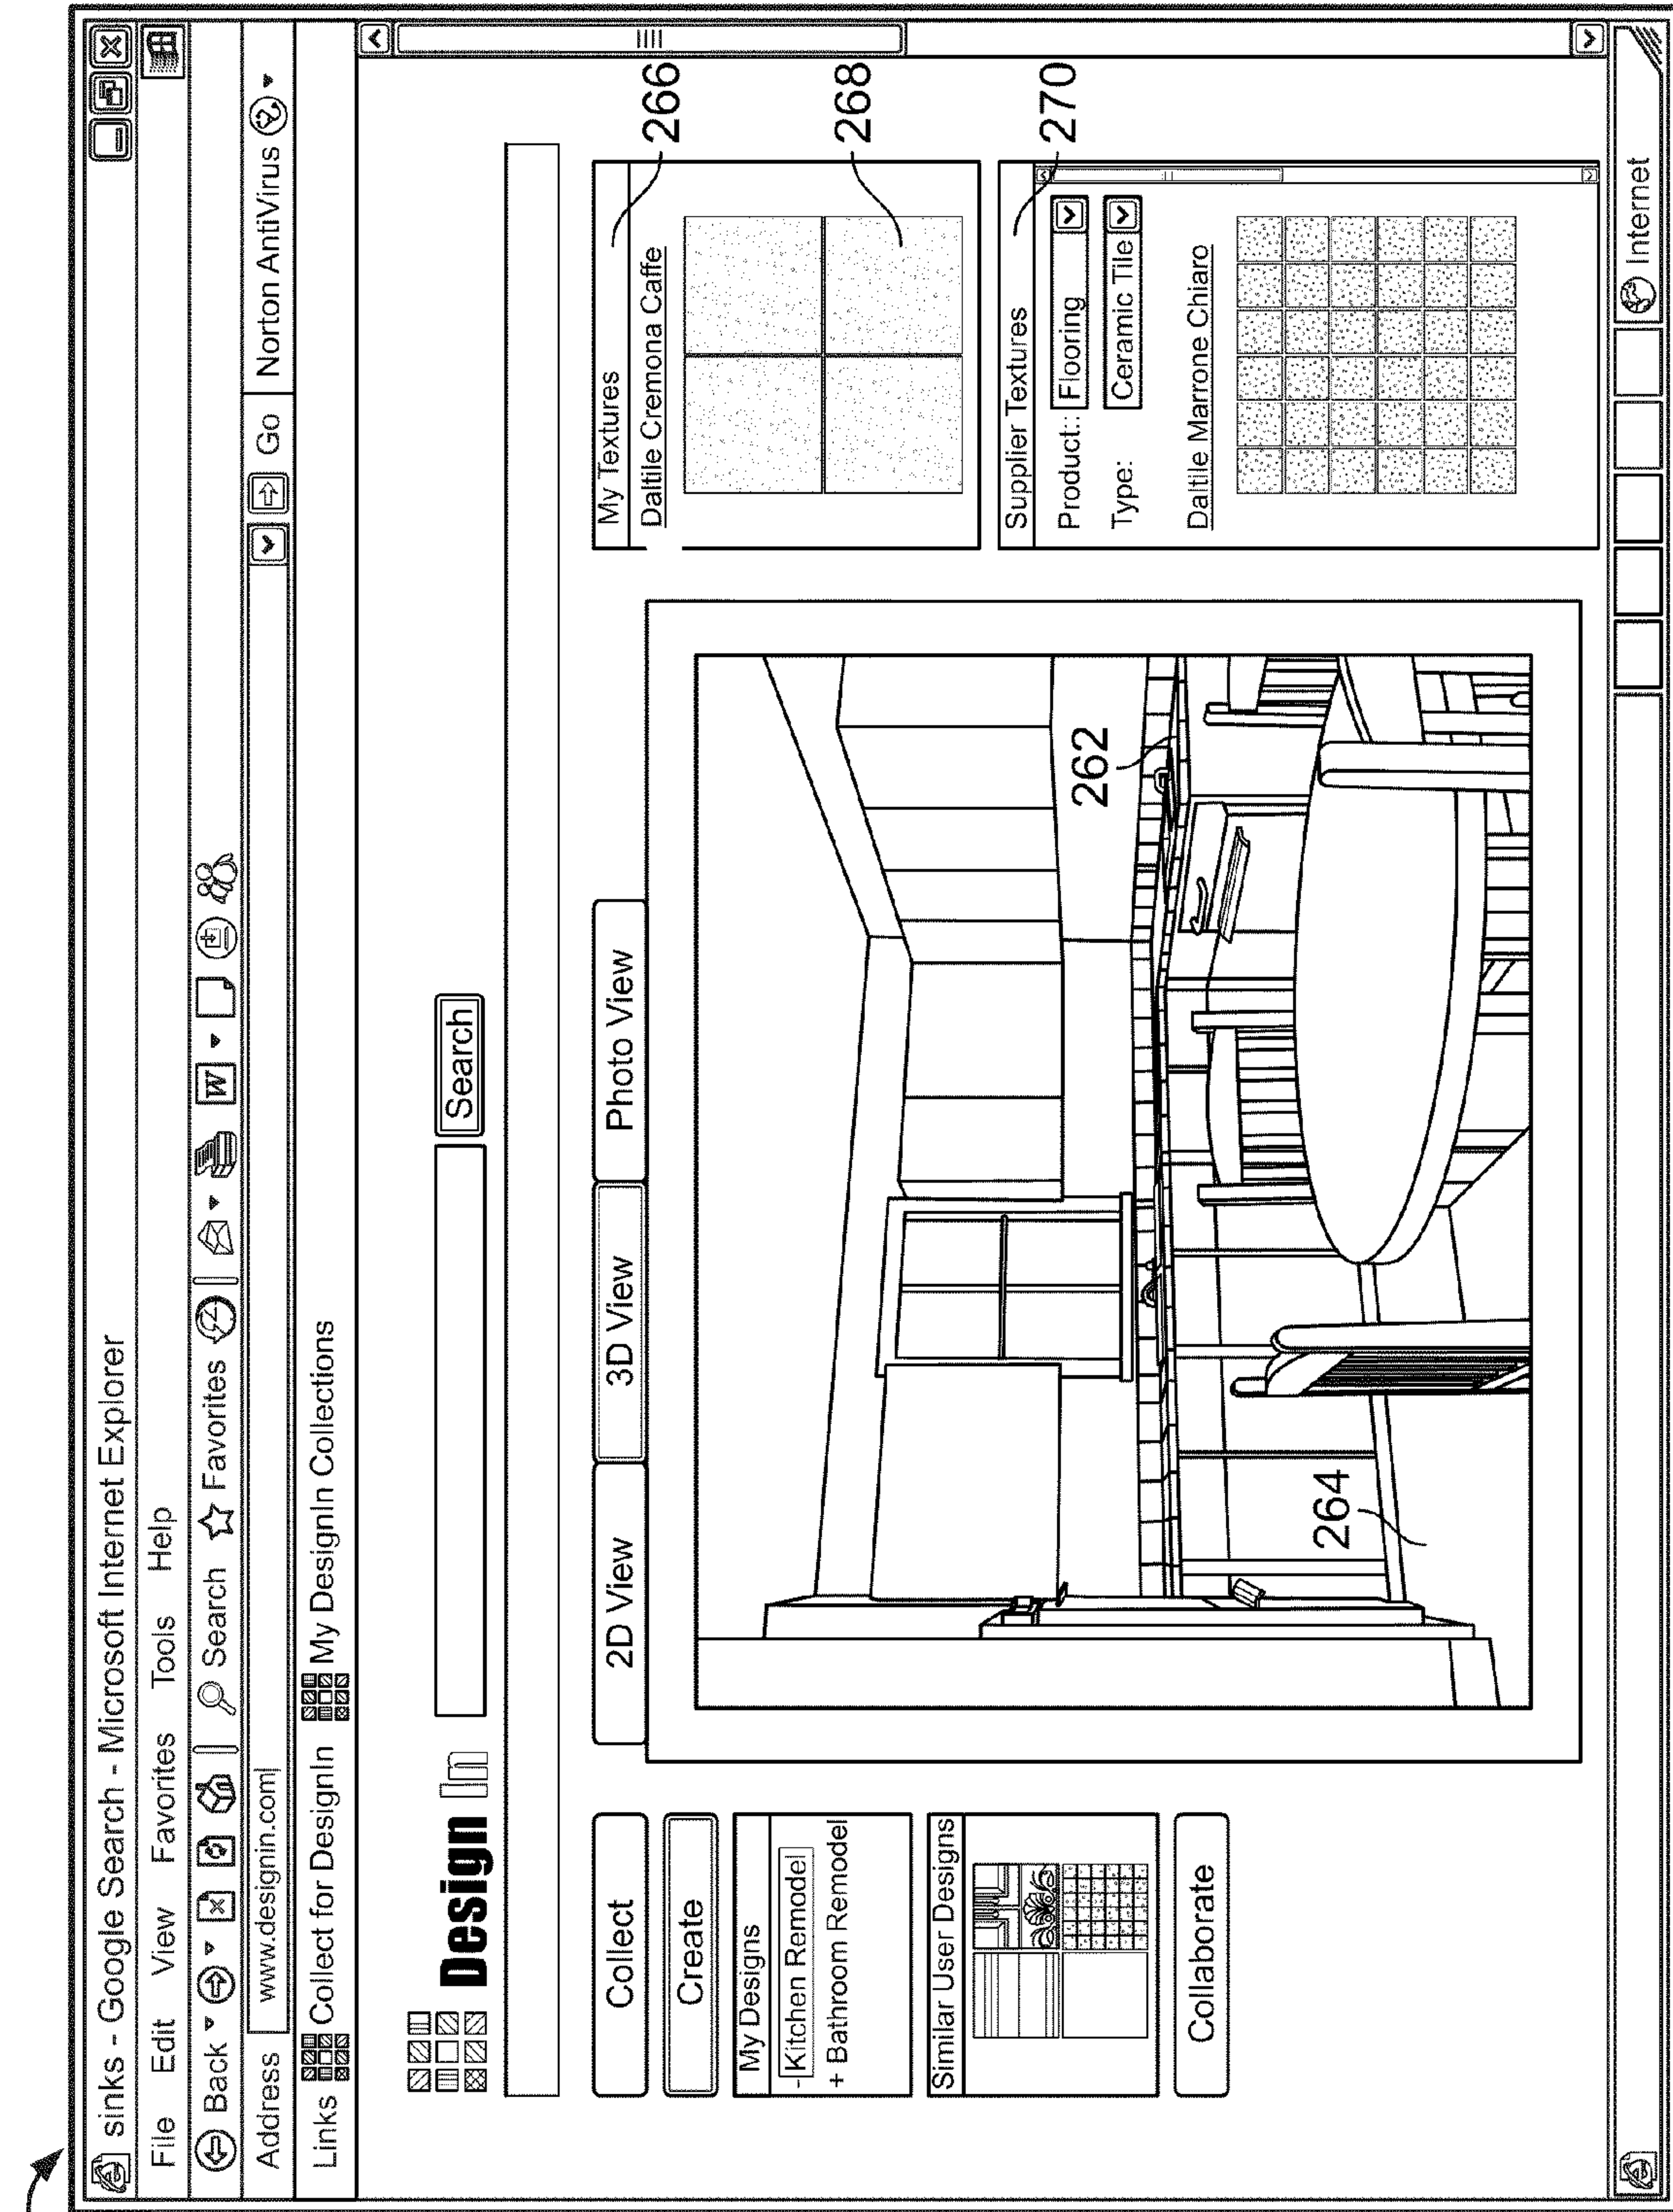 sinks - Google Search - Microsoft Internet Explorer
File Edit View Favorites Tools Help
Back Search Favorites W
Address www.designin.com Go Norton AntiVirus
Links Collect for DesignIn My DesignIn Collections
Design In Search
Collect
Create
My Designs
- Kitchen Remodel
+ Bathroom Remodel
Similar User Designs
Collaborate
2D View 3D View Photo View
262
264
My Textures
266
Daltile Cremona Caffe
268
Supplier Textures
270
Product:: Flooring
Type: Ceramic Tile
Daltile Marrone Chiaro
Internet